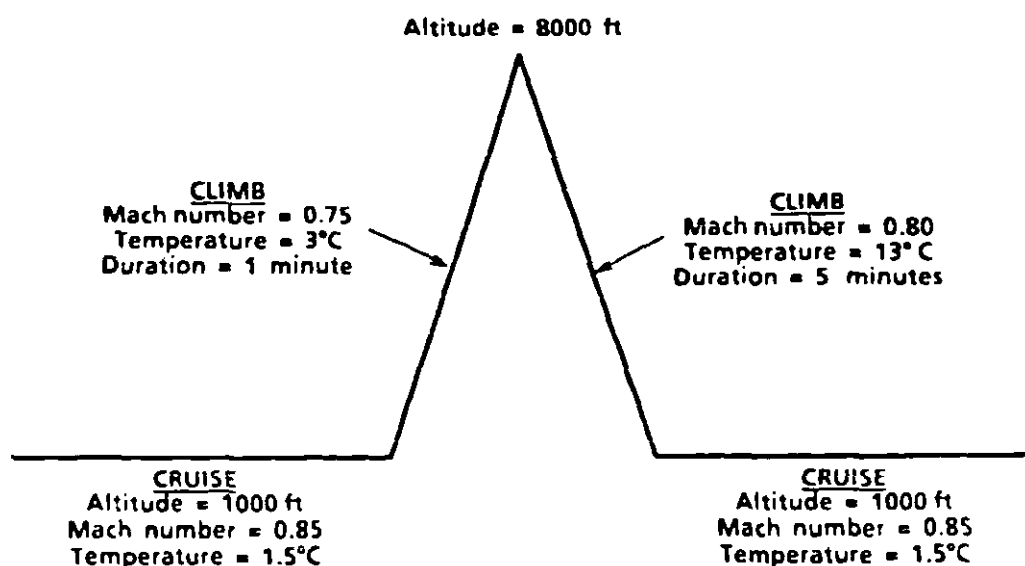 Altitude = 8000 ft
CLIMB
Mach number = 0.75
Temperature = 3°C
Duration = 1 minute
CLIMB
Mach number = 0.80
Temperature = 13°C
Duration = 5 minutes
CRUISE
Altitude = 1000 ft
Mach number = 0.85
Temperature = 1.5°C
CRUISE
Altitude = 1000 ft
Mach number = 0.85
Temperature = 1.5°C